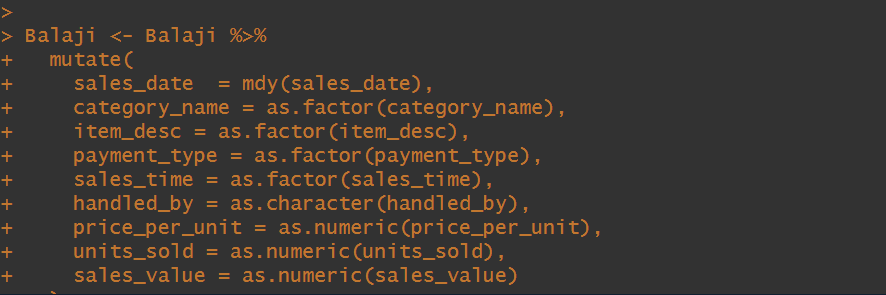 >
> Balaji <- Balaji %>%
+   mutate(
+     sales_date  = mdy(sales_date),
+     category_name = as.factor(category_name),
+     item_desc = as.factor(item_desc),
+     payment_type = as.factor(payment_type),
+     sales_time = as.factor(sales_time),
+     handled_by = as.character(handled_by),
+     price_per_unit = as.numeric(price_per_unit),
+     units_sold = as.numeric(units_sold),
+     sales_value = as.numeric(sales_value)